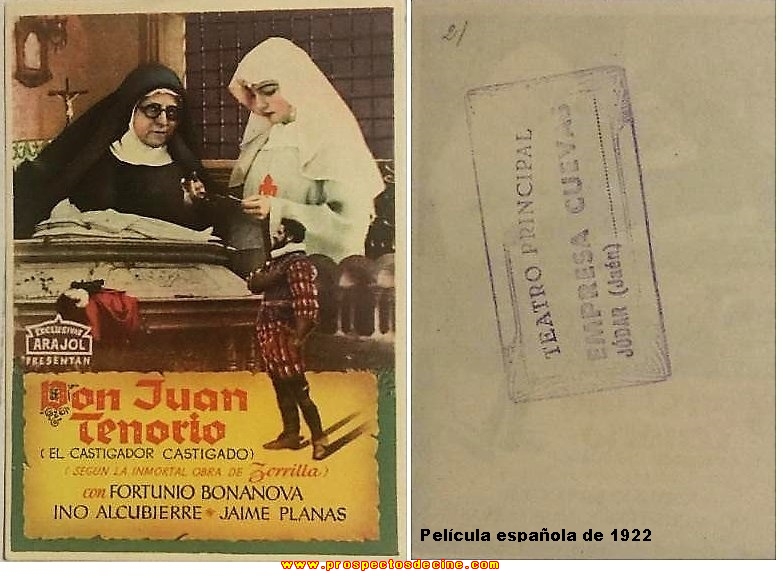 EXCLUSIVAS
ARAJOL
PRESENTAN
Don Juan
Tenorio
(EL CASTIGADOR CASTIGADO)
(SEGUN LA INMORTAL OBRA DE Zorrilla)
con FORTUNIO BONANOVA
INO ALCUBIERRE • JAIME PLANAS
2/
TEATRO PRINCIPAL
EMPRESA CUEVAS
JÓDAR (Jaén)
Película española de 1922
www.prospectosdecine.com